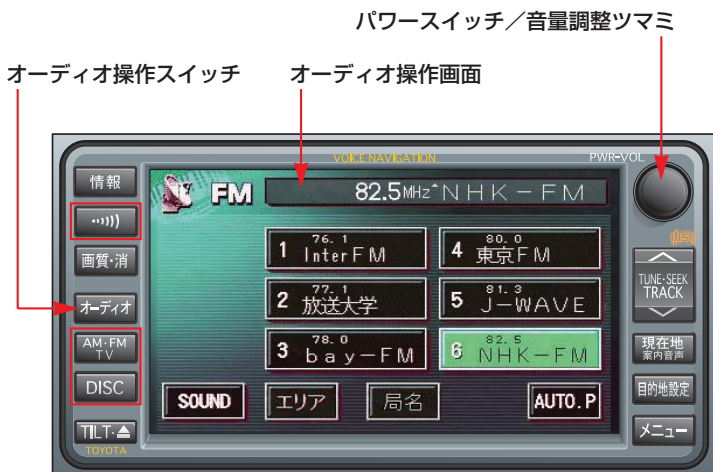 パワースイッチ／音量調整ツマミ
オーディオ操作スイッチ
オーディオ操作画面
VOICE NAVIGATION
PWR-VOL
情報
•))))
画質･消
オーディオ
AM･FM
TV
DISC
TILT･⏏
TOYOTA
FM
82.5MHz NHK－FM
76. 1
1 InterFM
77. 1
2 放送大学
78. 0
3 bay－FM
80. 0
4 東京FM
81. 3
5 J－WAVE
82. 5
6 NHK－FM
SOUND
エリア
局名
AUTO. P
TUNE･SEEK
TRACK
現在地
案内音声
目的地設定
メニュー